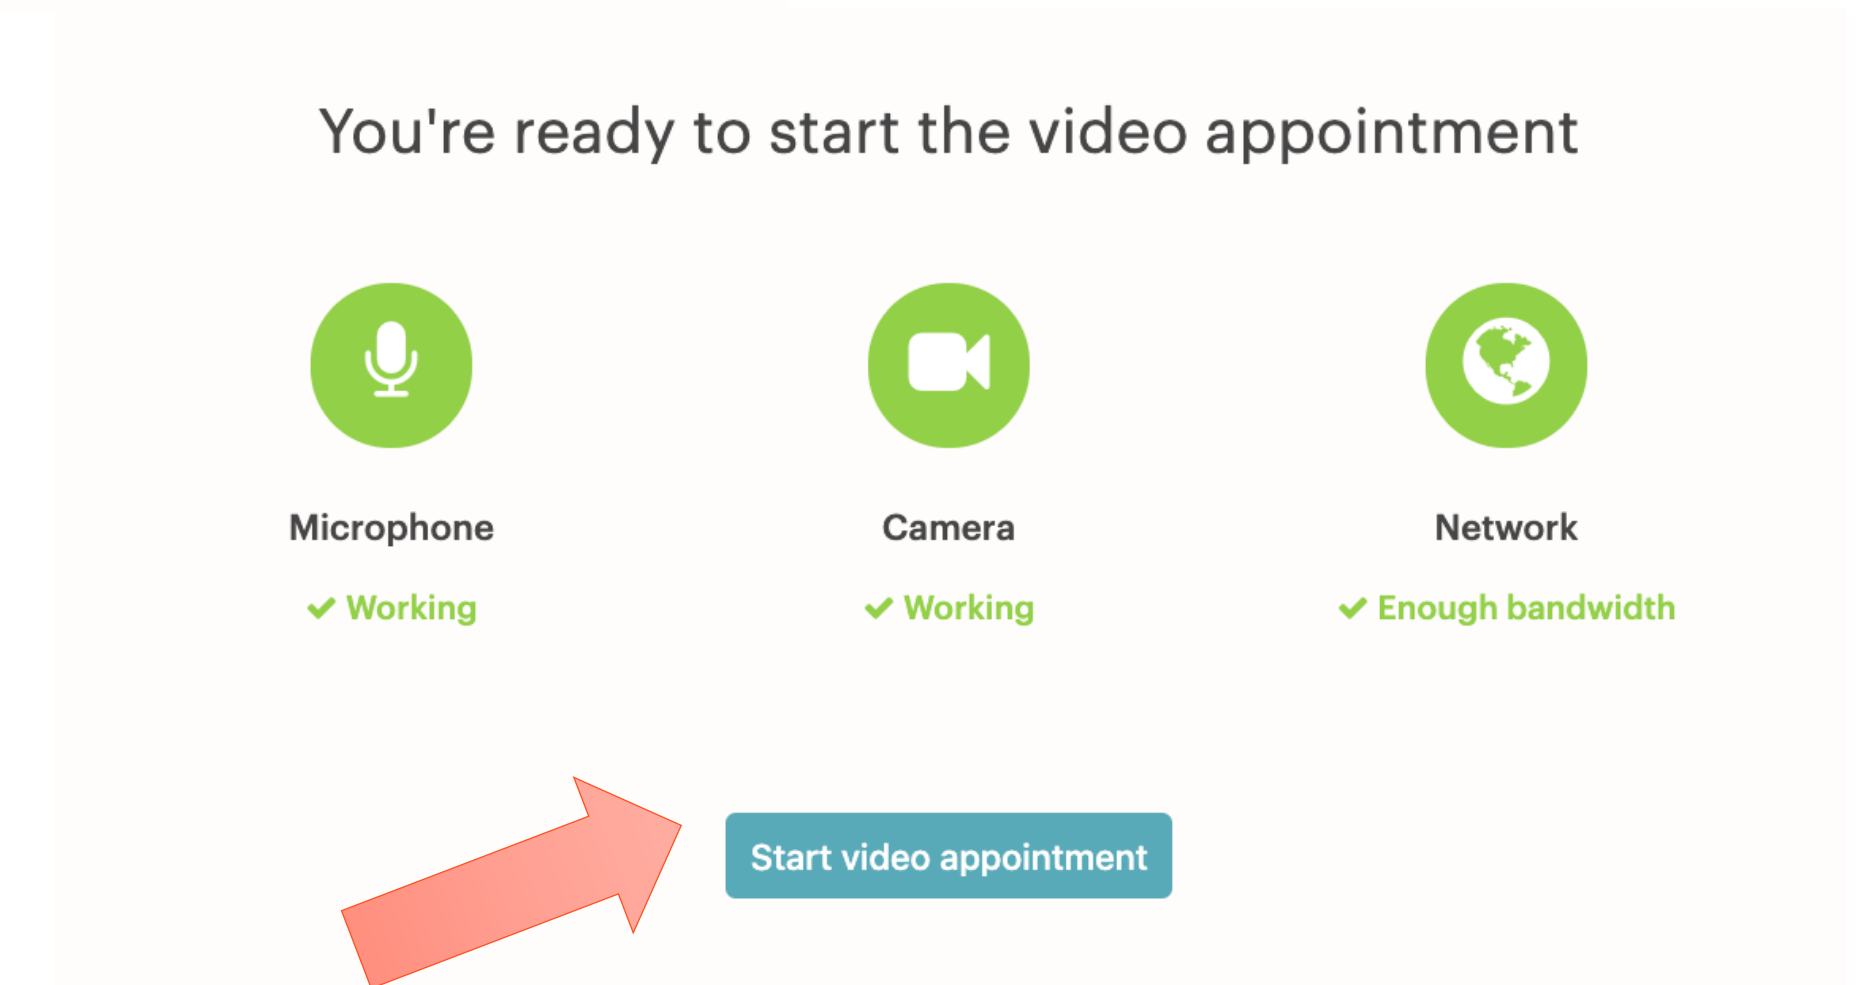 You're ready to start the video appointment
Microphone
Camera
Network
Working
Working
Enough bandwidth
Start video appointment